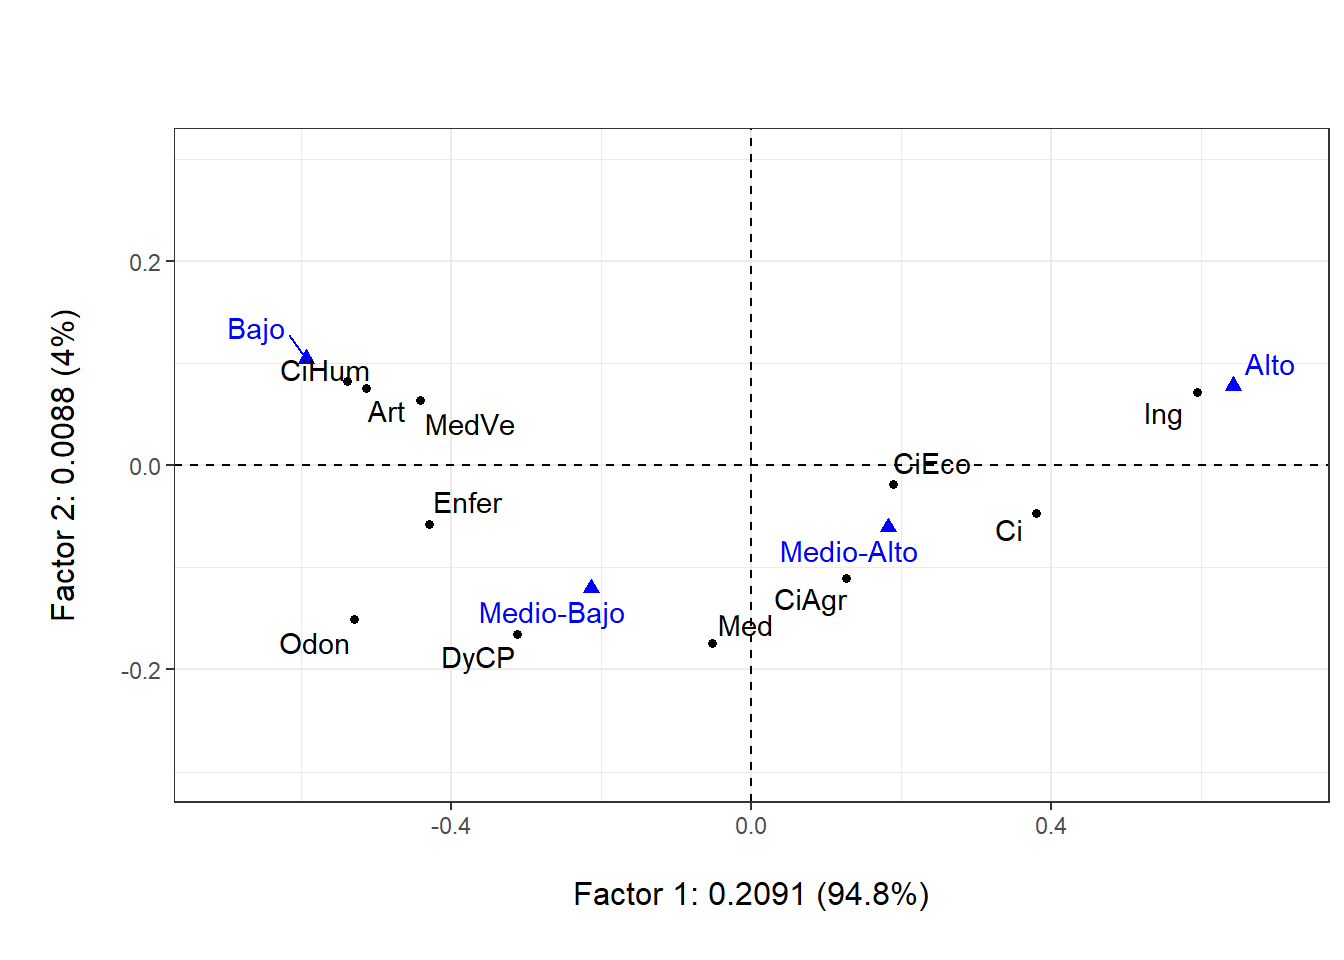 Factor 2: 0.0088 (4%)
0.2
0.0
-0.2
Bajo
CiHum
Art
MedVe
Alto
Ing
CiEco
Enfer
Ci
Medio-Alto
CiAgr
Medio-Bajo
Med
Odon
DyCP
-0.4
0.0
0.4
Factor 1: 0.2091 (94.8%)